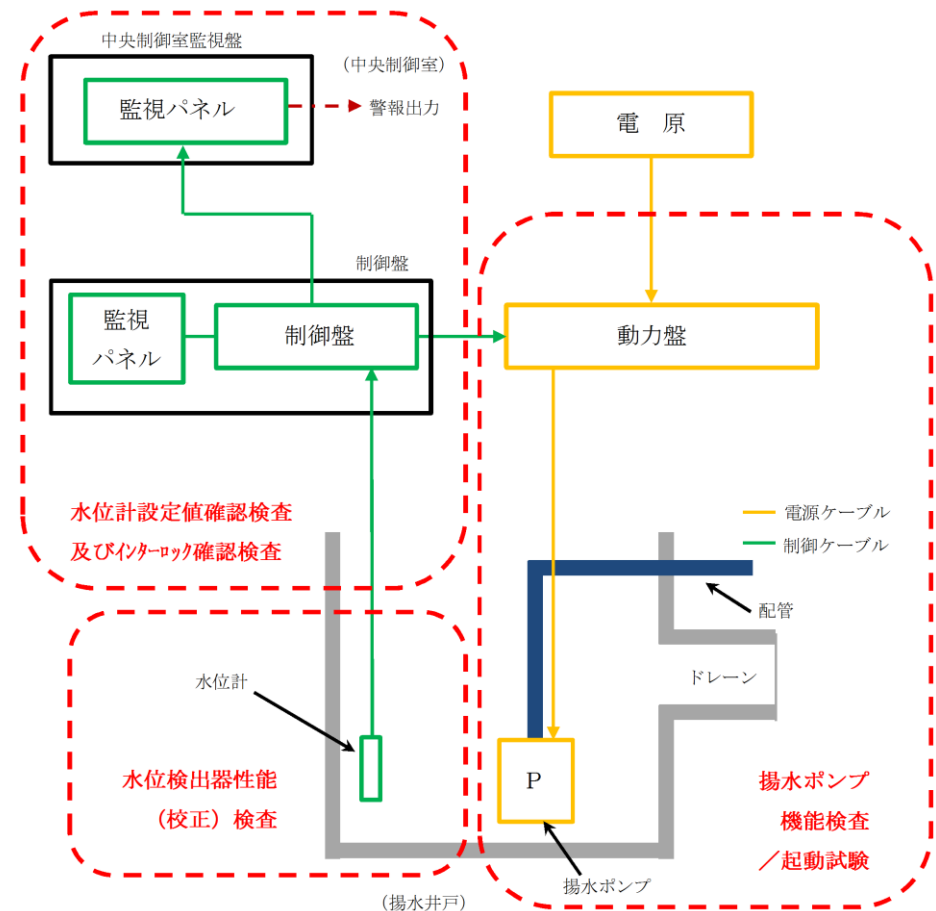 中央制御室監視盤
（中央制御室）
監視パネル
警報出力
電　原
制御盤
監視
パネル
制御盤
動力盤
水位計設定値確認検査
及びインターロック確認検査
電源ケーブル
制御ケーブル
配管
ドレーン
水位計
水位検出器性能
（校正）検査
P
揚水ポンプ
機能検査
／起動試験
揚水ポンプ
（揚水井戸）